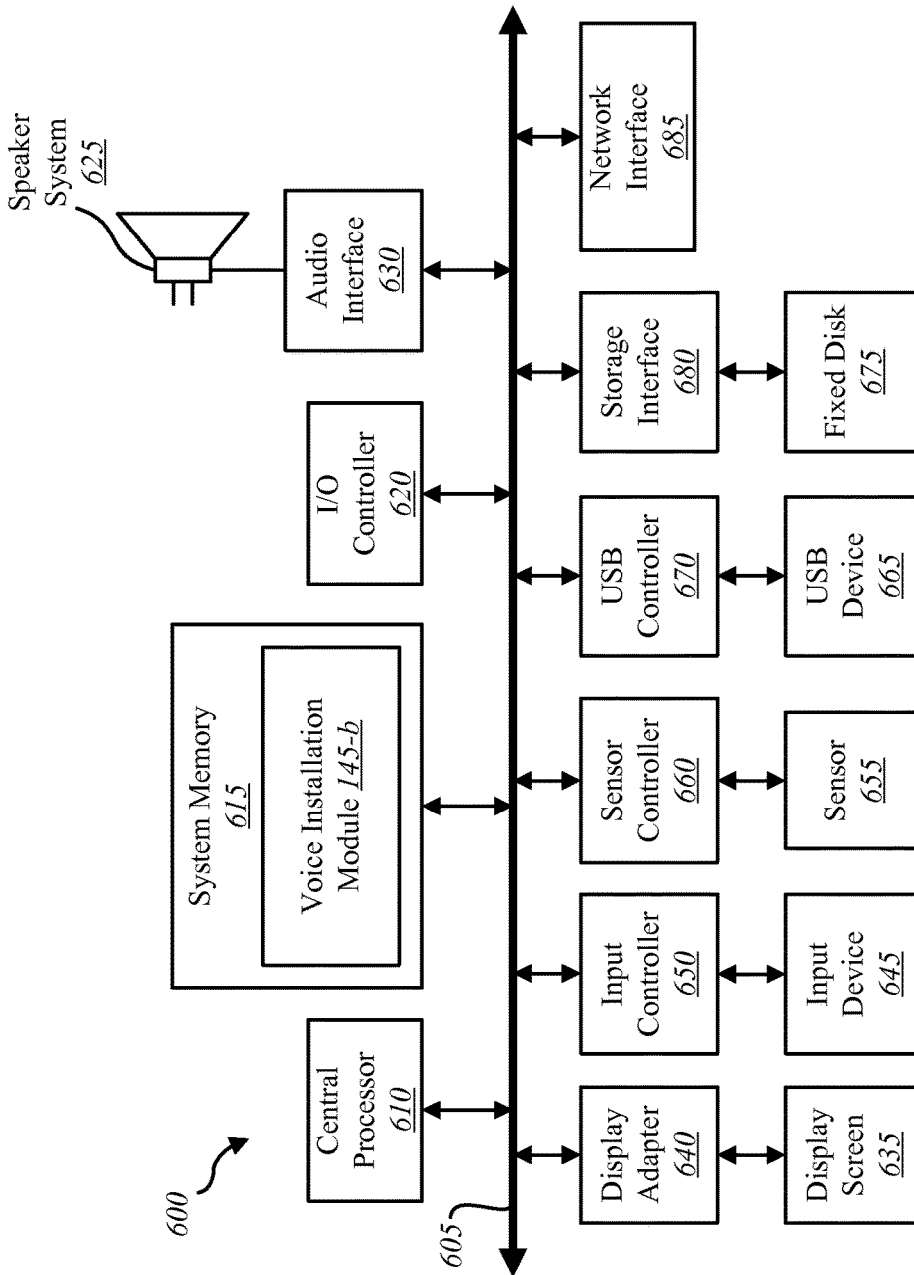 600
Central
Processor
610
System Memory
615
Voice Installation
Module 145-b
I/O
Controller
620
Speaker
System
625
Audio
Interface
630
605
Display
Adapter
640
Input
Controller
650
Sensor
Controller
660
USB
Controller
670
Storage
Interface
680
Network
Interface
685
Display
Screen
635
Input
Device
645
Sensor
655
USB
Device
665
Fixed Disk
675